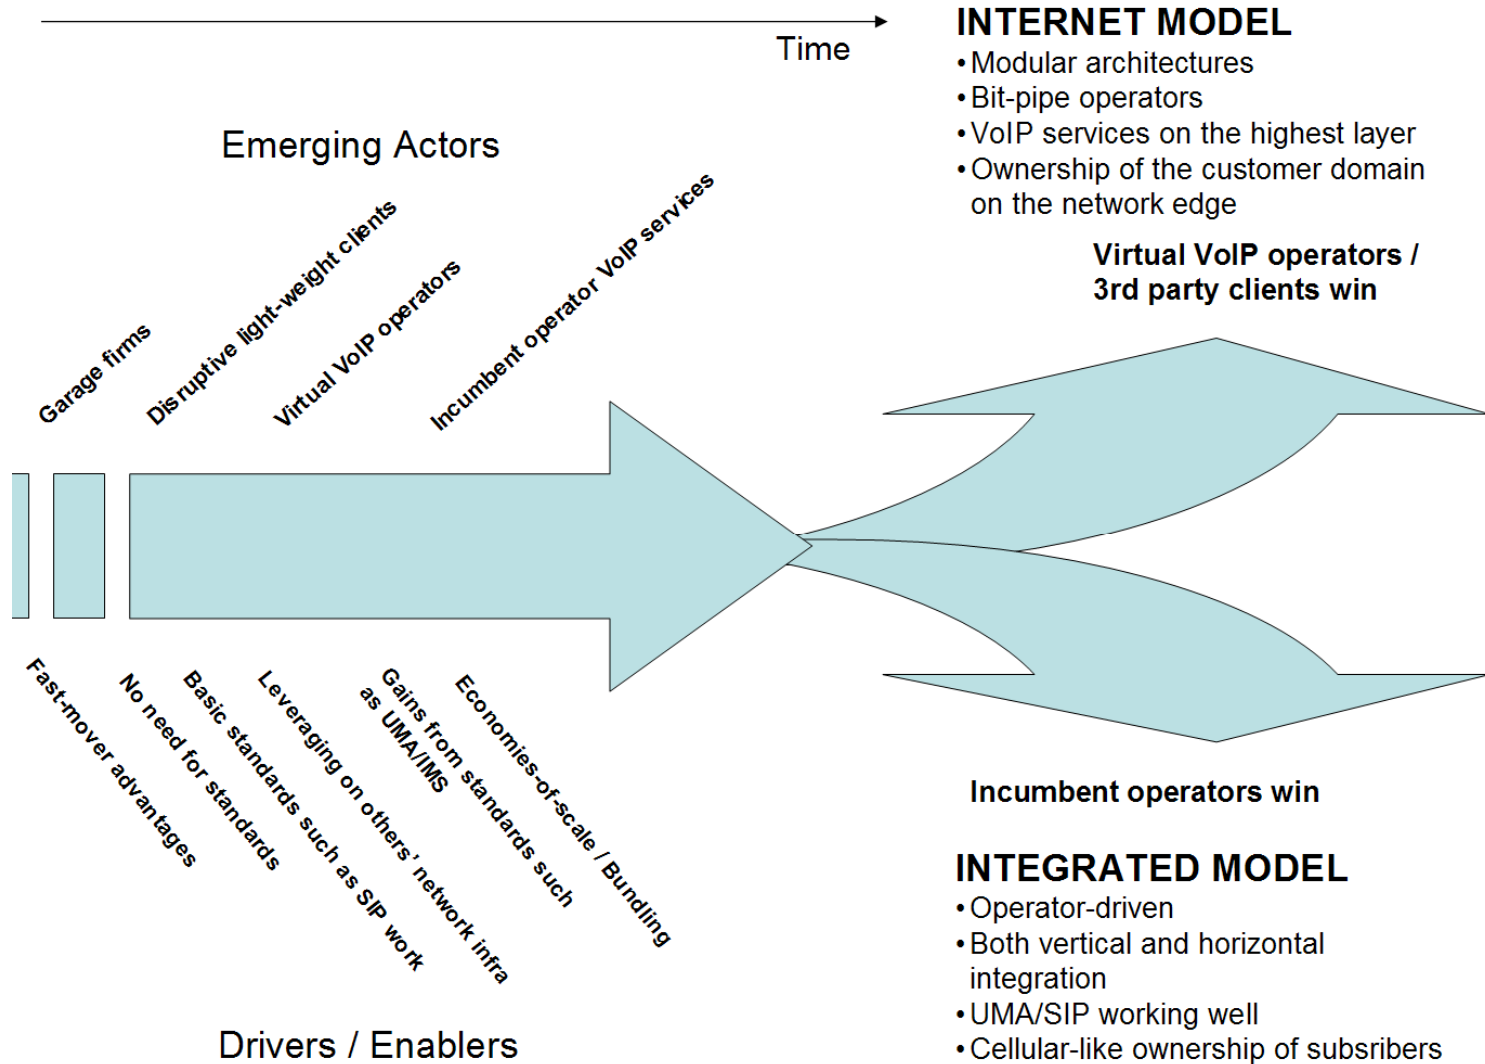 Time
Emerging Actors
Garage firms
Disruptive light-weight clients
Virtual VoIP operators
Incumbent operator VoIP services
Fast-mover advantages
No need for standards
Basic standards such as SIP work
Leveraging on others’ network infra
Gains from standards such
as UMA/IMS
Economies-of-scale / Bundling
Drivers / Enablers
INTERNET MODEL
•Modular architectures
•Bit-pipe operators
•VoIP services on the highest layer
•Ownership of the customer domain
on the network edge
Virtual VoIP operators /
3rd party clients win
Incumbent operators win
INTEGRATED MODEL
•Operator-driven
•Both vertical and horizontal
integration
•UMA/SIP working well
•Cellular-like ownership of subsribers